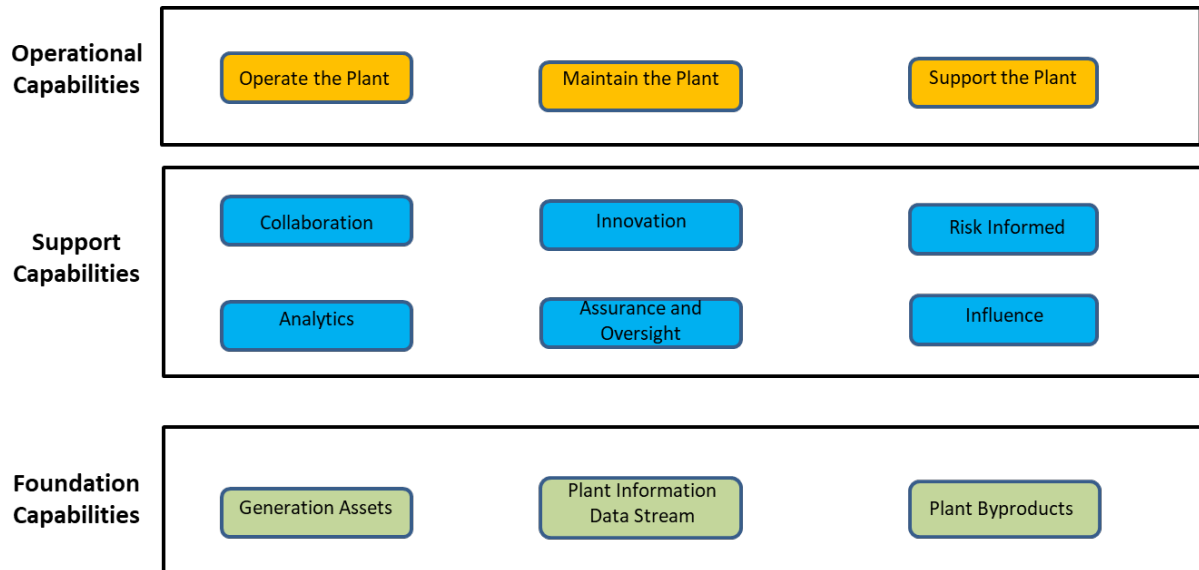 Operational
Capabilities
Operate the Plant
Maintain the Plant
Support the Plant
Support
Capabilities
Collaboration
Innovation
Risk Informed
Analytics
Assurance and
Oversight
Influence
Foundation
Capabilities
Generation Assets
Plant Information
Data Stream
Plant Byproducts